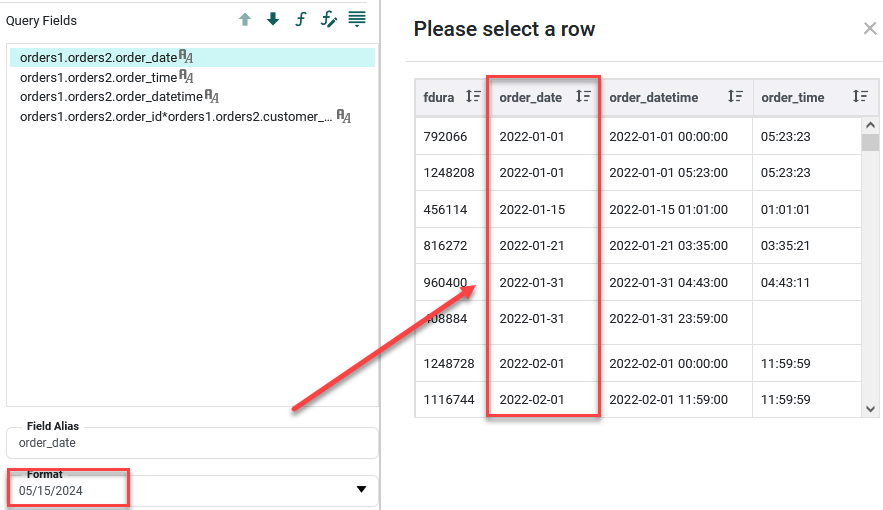 Query Fields
orders1.orders2.order_date
orders1.orders2.order_time
orders1.orders2.order_datetime
orders1.orders2.order_id*orders1.orders2.customer_...
Field Alias
order_date
Format
05/15/2024
Please select a row
fdura order_date order_datetime order_time
792066 2022-01-01 2022-01-01 00:00:00 05:23:23
1248208 2022-01-01 2022-01-01 05:23:00 05:23:23
456114 2022-01-15 2022-01-15 01:01:00 01:01:01
816272 2022-01-21 2022-01-21 03:35:00 03:35:21
960400 2022-01-31 2022-01-31 04:43:00 04:43:11
408884 2022-01-31 2022-01-31 23:59:00
1248728 2022-02-01 2022-02-01 00:00:00 11:59:59
1116744 2022-02-01 2022-02-01 11:59:00 11:59:59